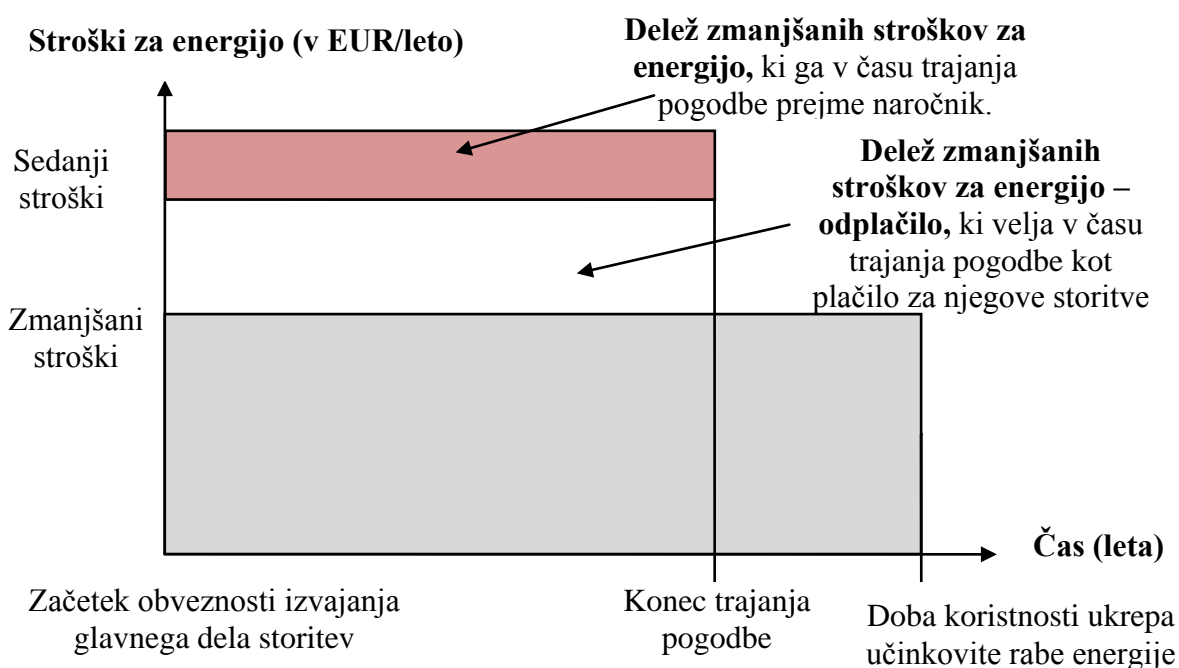 Stroški za energijo (v EUR/leto)
Delež zmanjšanih stroškov za
energijo, ki ga v času trajanja
pogodbe prejme naročnik.
Sedanji
stroški
Delež zmanjšanih
stroškov za energijo –
odplačilo, ki velja v času
trajanja pogodbe kot
plačilo za njegove storitve
Zmanjšani
stroški
Čas (leta)
Začetek obveznosti izvajanja
glavnega dela storitev
Konec trajanja
pogodbe
Doba koristnosti ukrepa
učinkovite rabe energije